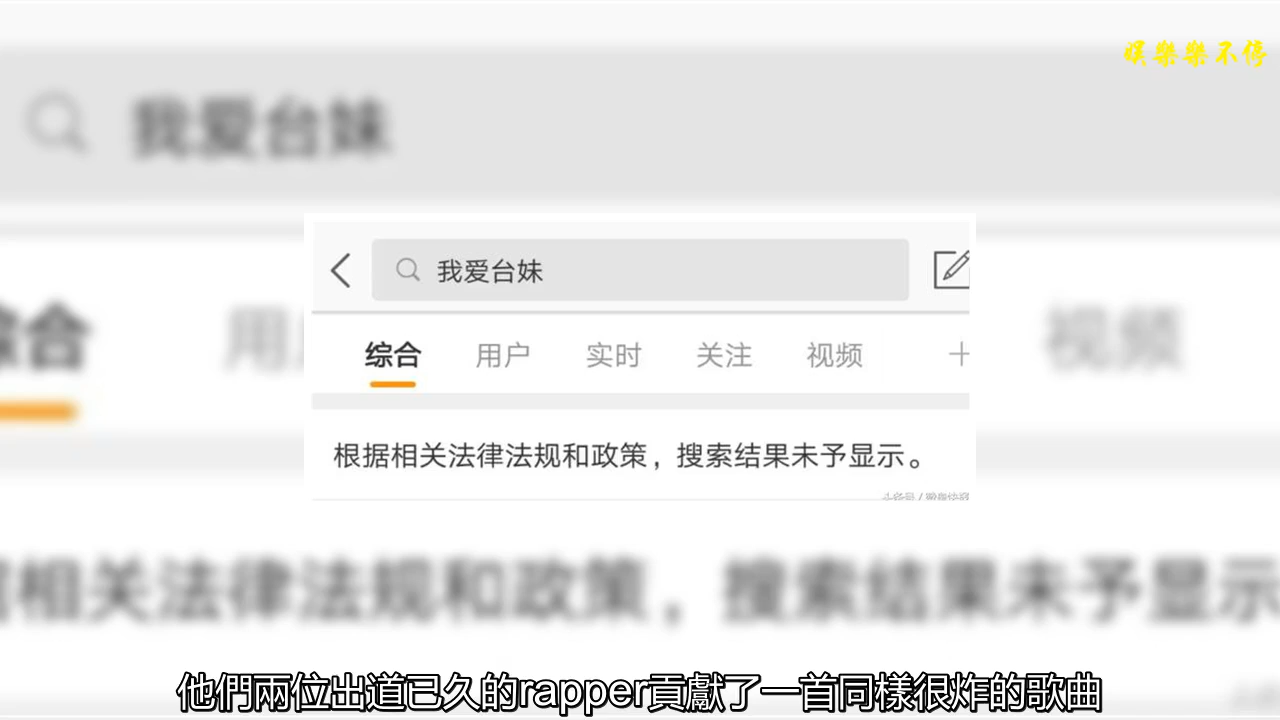 娱樂樂不停
我爱台妹
我爱台妹
综合 用户 实时 关注 视频
综合 用 视频
根据相关法律法规和政策，搜索结果未予显示。
相关法律法规和政策，搜索结果未予显示
他們兩位出道已久的rapper貢獻了一首同樣很炸的歌曲